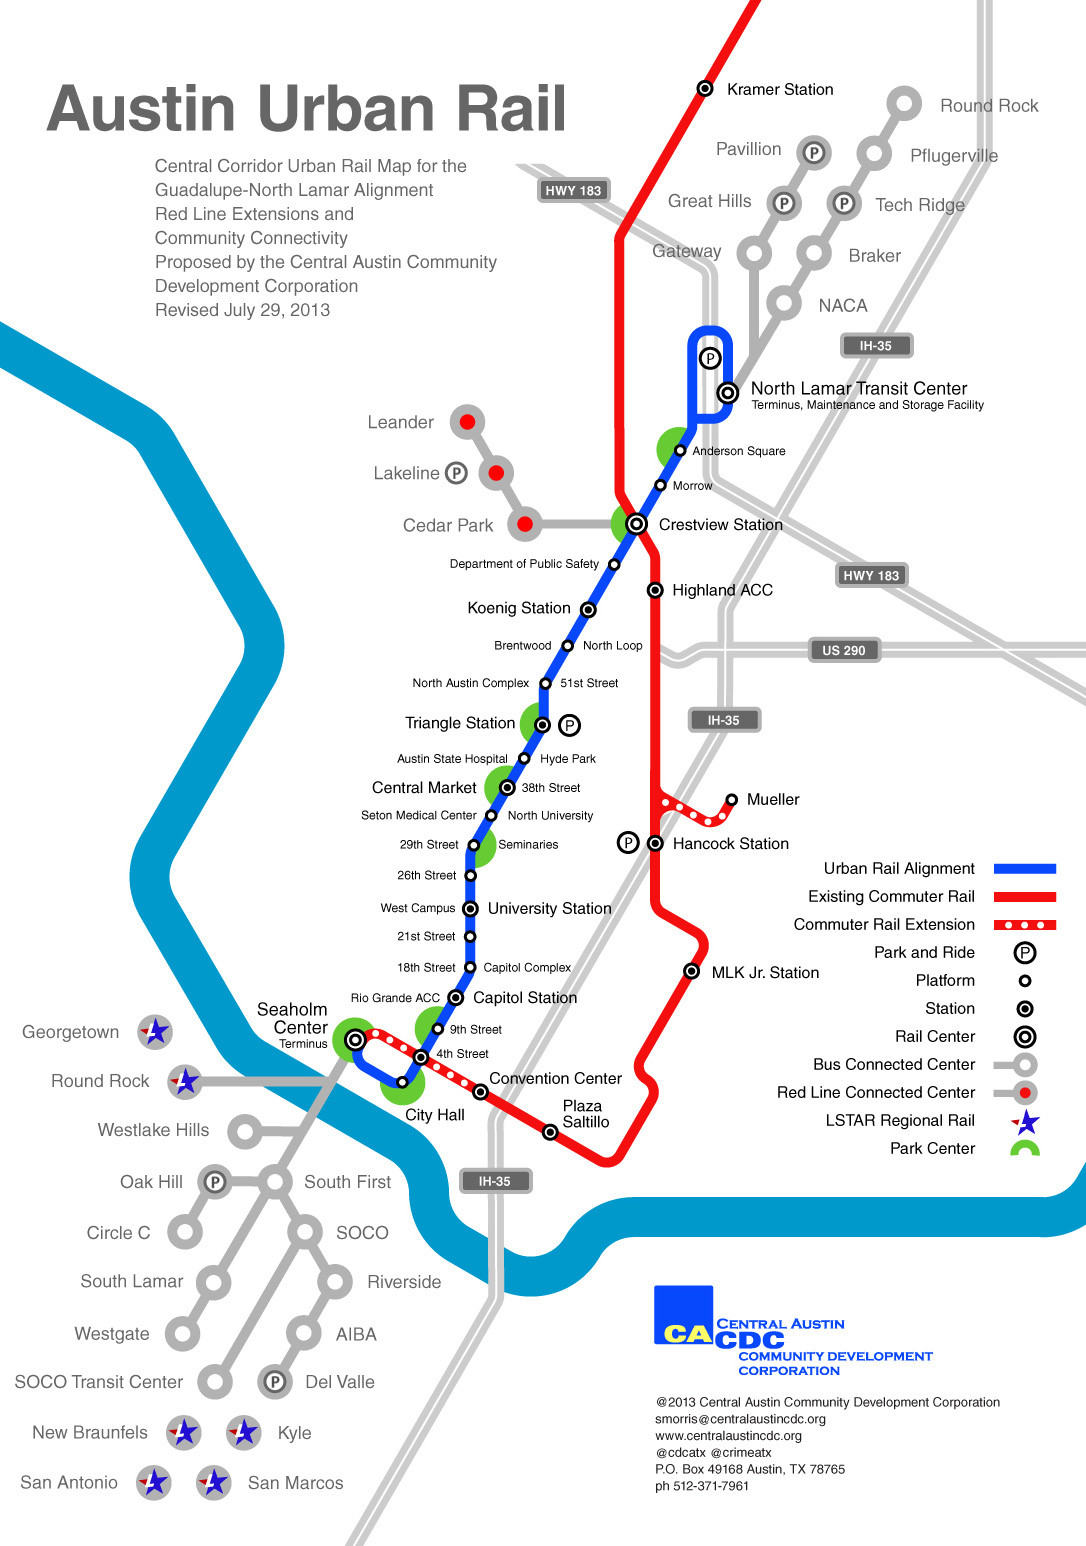 Austin Urban Rail
Central Corridor Urban Rail Map for the
Guadalupe-North Lamar Alignment
Red Line Extensions and
Community Connectivity
Proposed by the Central Austin Community
Development Corporation
Revised July 29, 2013
Kramer Station
Round Rock
Pavillion
P
Pflugerville
HWY 183
Great Hills
P
P
Tech Ridge
Gateway
Braker
NACA
IH-35
P
North Lamar Transit Center
Terminus, Maintenance and Storage Facility
Leander
Anderson Square
Lakeline
P
Morrow
Cedar Park
Crestview Station
Department of Public Safety
HWY 183
Highland ACC
Koenig Station
Brentwood
North Loop
US 290
North Austin Complex
51st Street
Triangle Station
P
IH-35
Austin State Hospital
Hyde Park
Central Market
38th Street
Mueller
Seton Medical Center
North University
29th Street
Seminaries
P
Hancock Station
26th Street
West Campus
University Station
21st Street
18th Street
Capitol Complex
MLK Jr. Station
Rio Grande ACC
Capitol Station
Urban Rail Alignment
Existing Commuter Rail
Commuter Rail Extension
Park and Ride
P
Platform
Station
Rail Center
Bus Connected Center
Red Line Connected Center
LSTAR Regional Rail
L
Park Center
Seaholm
Center
Terminus
9th Street
4th Street
Convention Center
City Hall
Plaza
Saltillo
Georgetown
L
Round Rock
L
Westlake Hills
Oak Hill
P
South First
IH-35
Circle C
SOCO
South Lamar
Riverside
Westgate
AIBA
SOCO Transit Center
P
Del Valle
New Braunfels
L
L
Kyle
San Antonio
L
L
San Marcos
CACDC
CENTRAL AUSTIN
COMMUNITY DEVELOPMENT
CORPORATION
@2013 Central Austin Community Development Corporation
smorris@centralaustincdc.org
www.centralaustincdc.org
@cdcatx @crimeatx
P.O. Box 49168 Austin, TX 78765
ph 512-371-7961